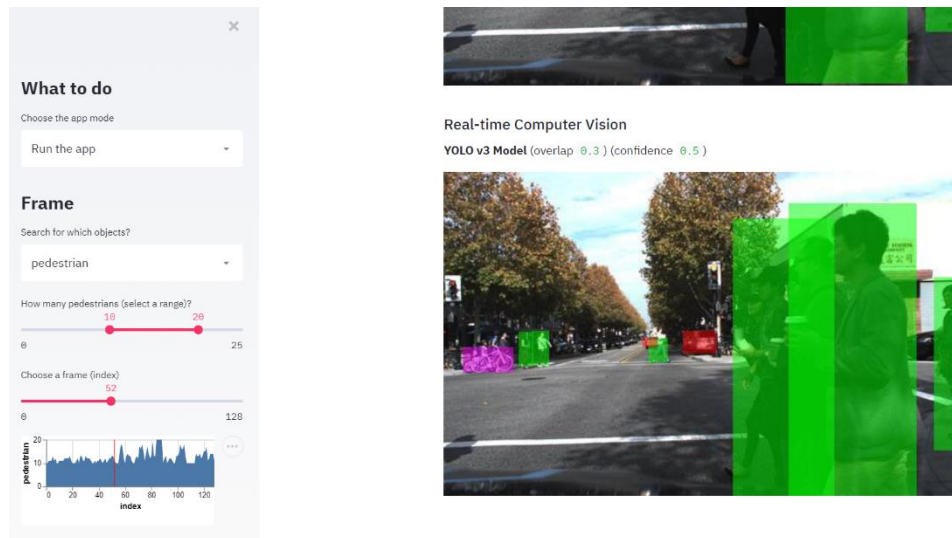 ×
What to do
Choose the app mode
Run the app
Frame
Search for which objects?
pedestrian
How many pedestrians (select a range)?
10 20
0 25
Choose a frame (index)
52
0 128
20
10
0
pedestrian
0 20 40 60 80 100 120
index
Real-time Computer Vision
YOLO v3 Model (overlap 0.3 ) (confidence 0.5 )